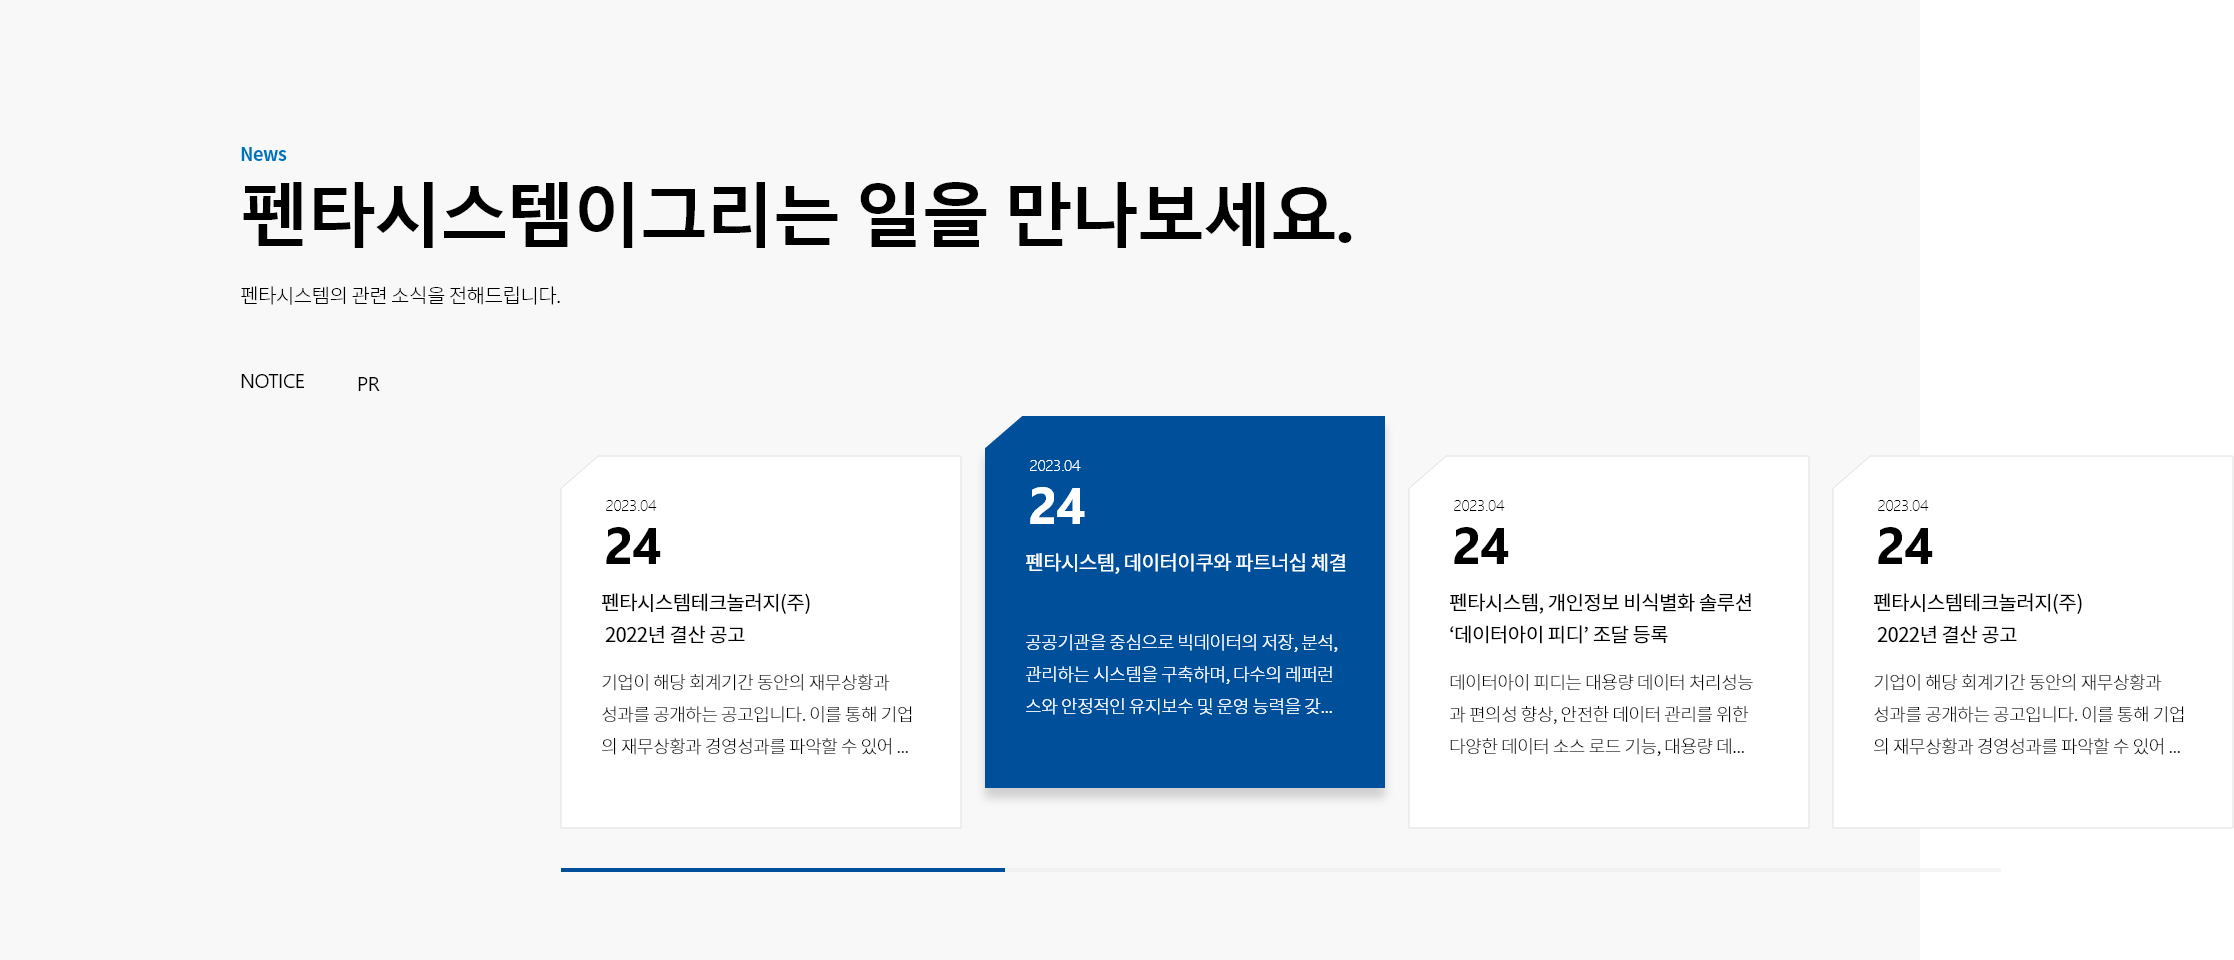 News
펜타시스템이그리는 일을 만나보세요.
펜타시스템의 관련 소식을 전해드립니다.
NOTICE
PR
2023.04
24
펜타시스템테크놀러지(주)
2022년 결산 공고
기업이 해당 회계기간 동안의 재무상황과
성과를 공개하는 공고입니다. 이를 통해 기업
의 재무상황과 경영성과를 파악할 수 있어 ...
2023.04
24
펜타시스템, 데이터이쿠와 파트너십 체결
공공기관을 중심으로 빅데이터의 저장, 분석,
관리하는 시스템을 구축하며, 다수의 레퍼런
스와 안정적인 유지보수 및 운영 능력을 갖...
2023.04
24
펜타시스템, 개인정보 비식별화 솔루션
‘데이터아이 피디’ 조달 등록
데이터아이 피디는 대용량 데이터 처리성능
과 편의성 향상, 안전한 데이터 관리를 위한
다양한 데이터 소스 로드 기능, 대용량 데...
2023.04
24
펜타시스템테크놀러지(주)
2022년 결산 공고
기업이 해당 회계기간 동안의 재무상황과
성과를 공개하는 공고입니다. 이를 통해 기업
의 재무상황과 경영성과를 파악할 수 있어 ...